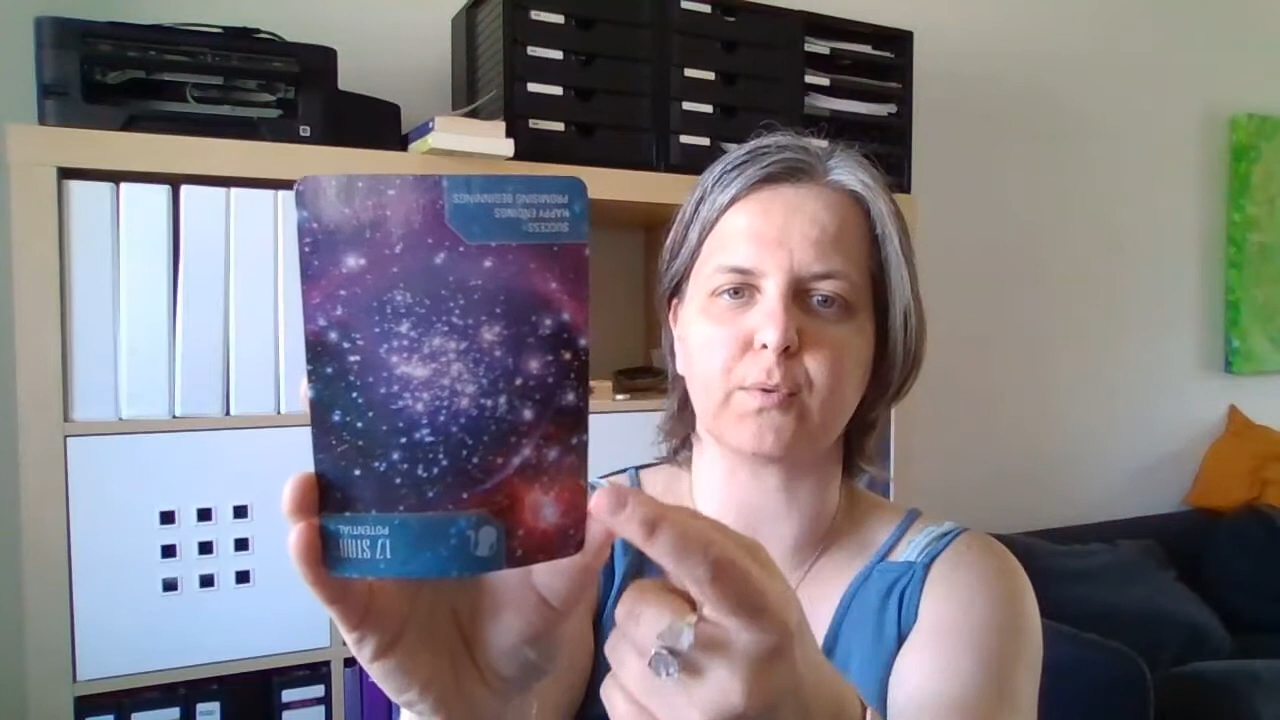 17 STAR
POTENTIAL
SUCCESS
HAPPY ENDINGS
PROMISING BEGINNINGS